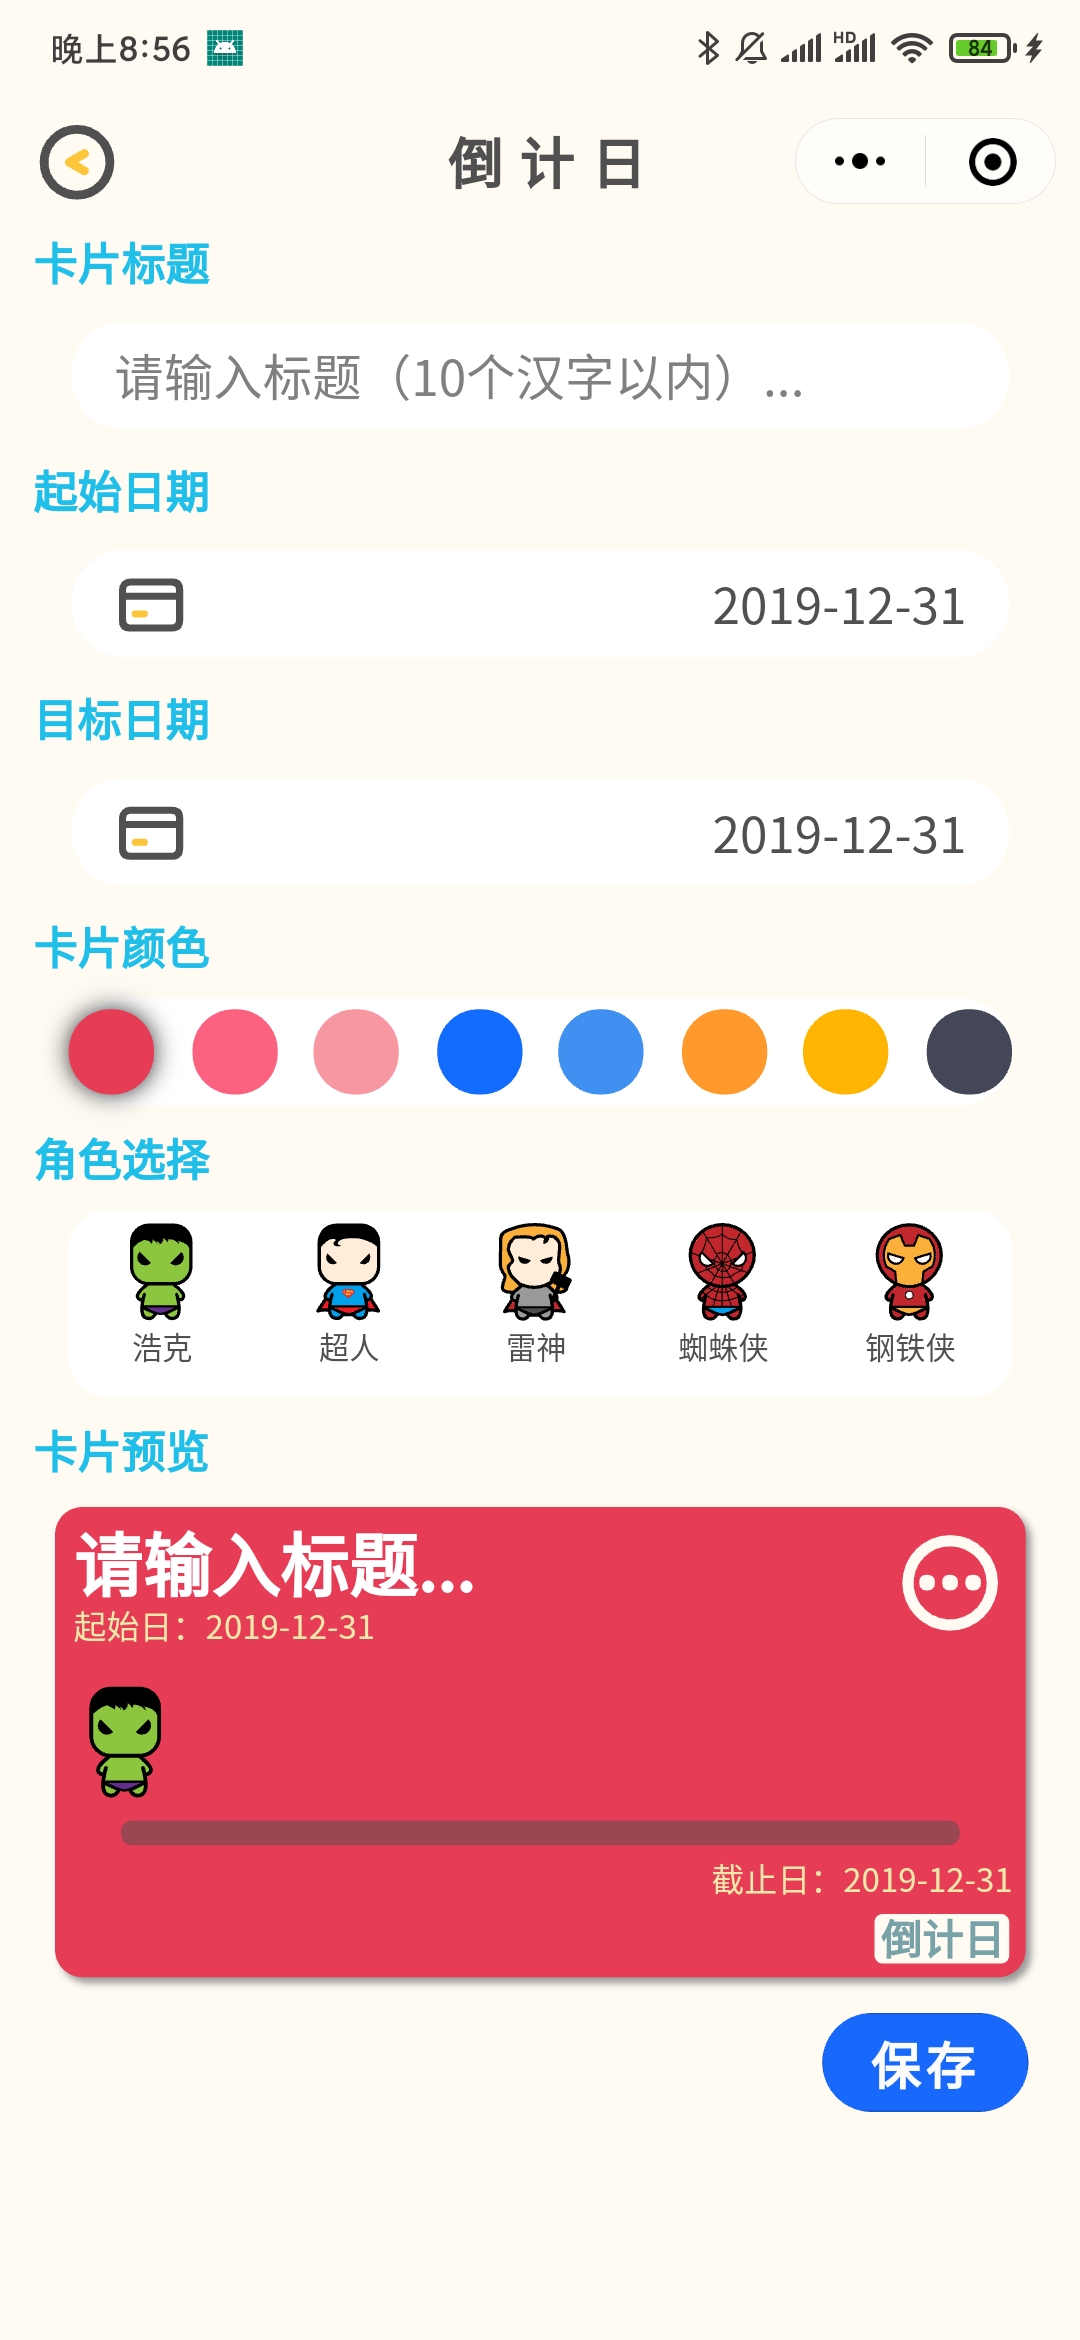 晚上8:56
HD
84
倒计日
卡片标题
请输入标题（10个汉字以内）...
起始日期
2019-12-31
目标日期
2019-12-31
卡片颜色
角色选择
浩克 超人 雷神 蜘蛛侠 钢铁侠
卡片预览
请输入标题...
起始日：2019-12-31
截止日：2019-12-31
倒计日
保存